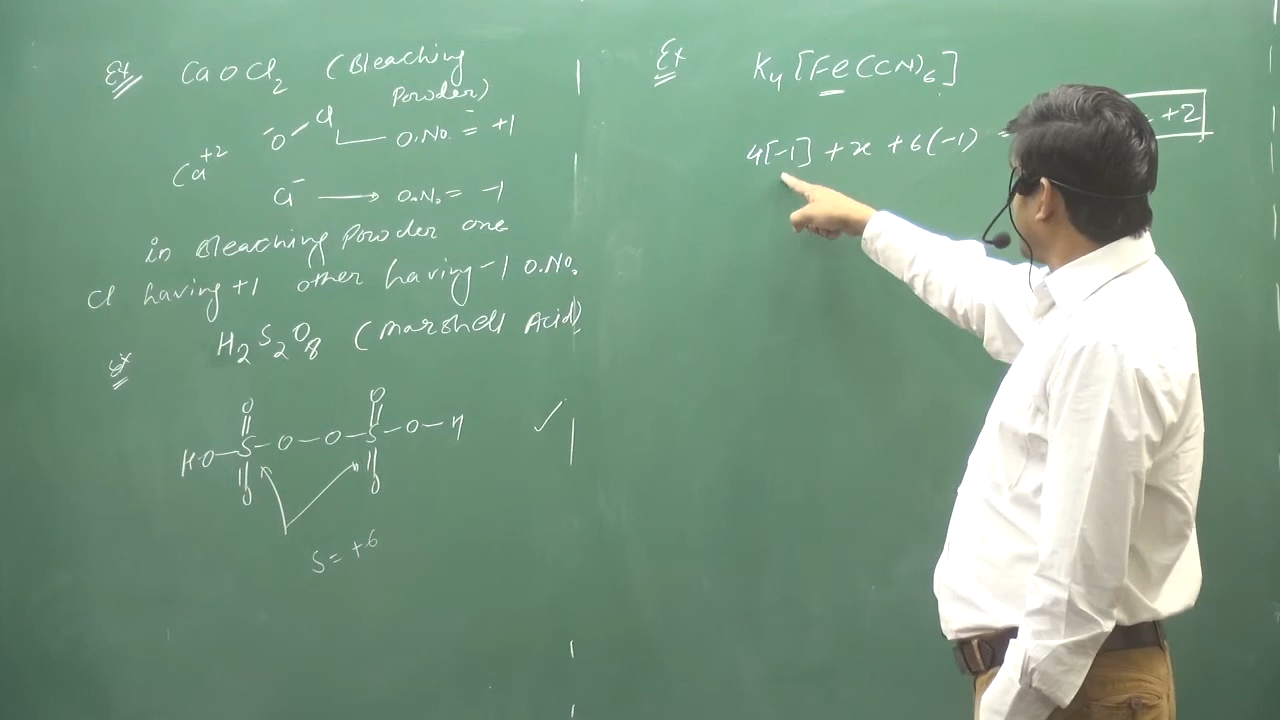 Ex CaOCl2 (Bleaching
Powder)
Ca+2 -O-Cl O.No. = +1
Cl- → O.No. = -1
in Bleaching Powder one
Cl having +1 other having -1 O.No.
Ex H2S2O8 (Marshell Acid)
O O
H-O-S-O-O-S-O-H
O O
S = +6
Ex K4[Fe(CN)6]
4[-1] + x + 6(-1)
= +2